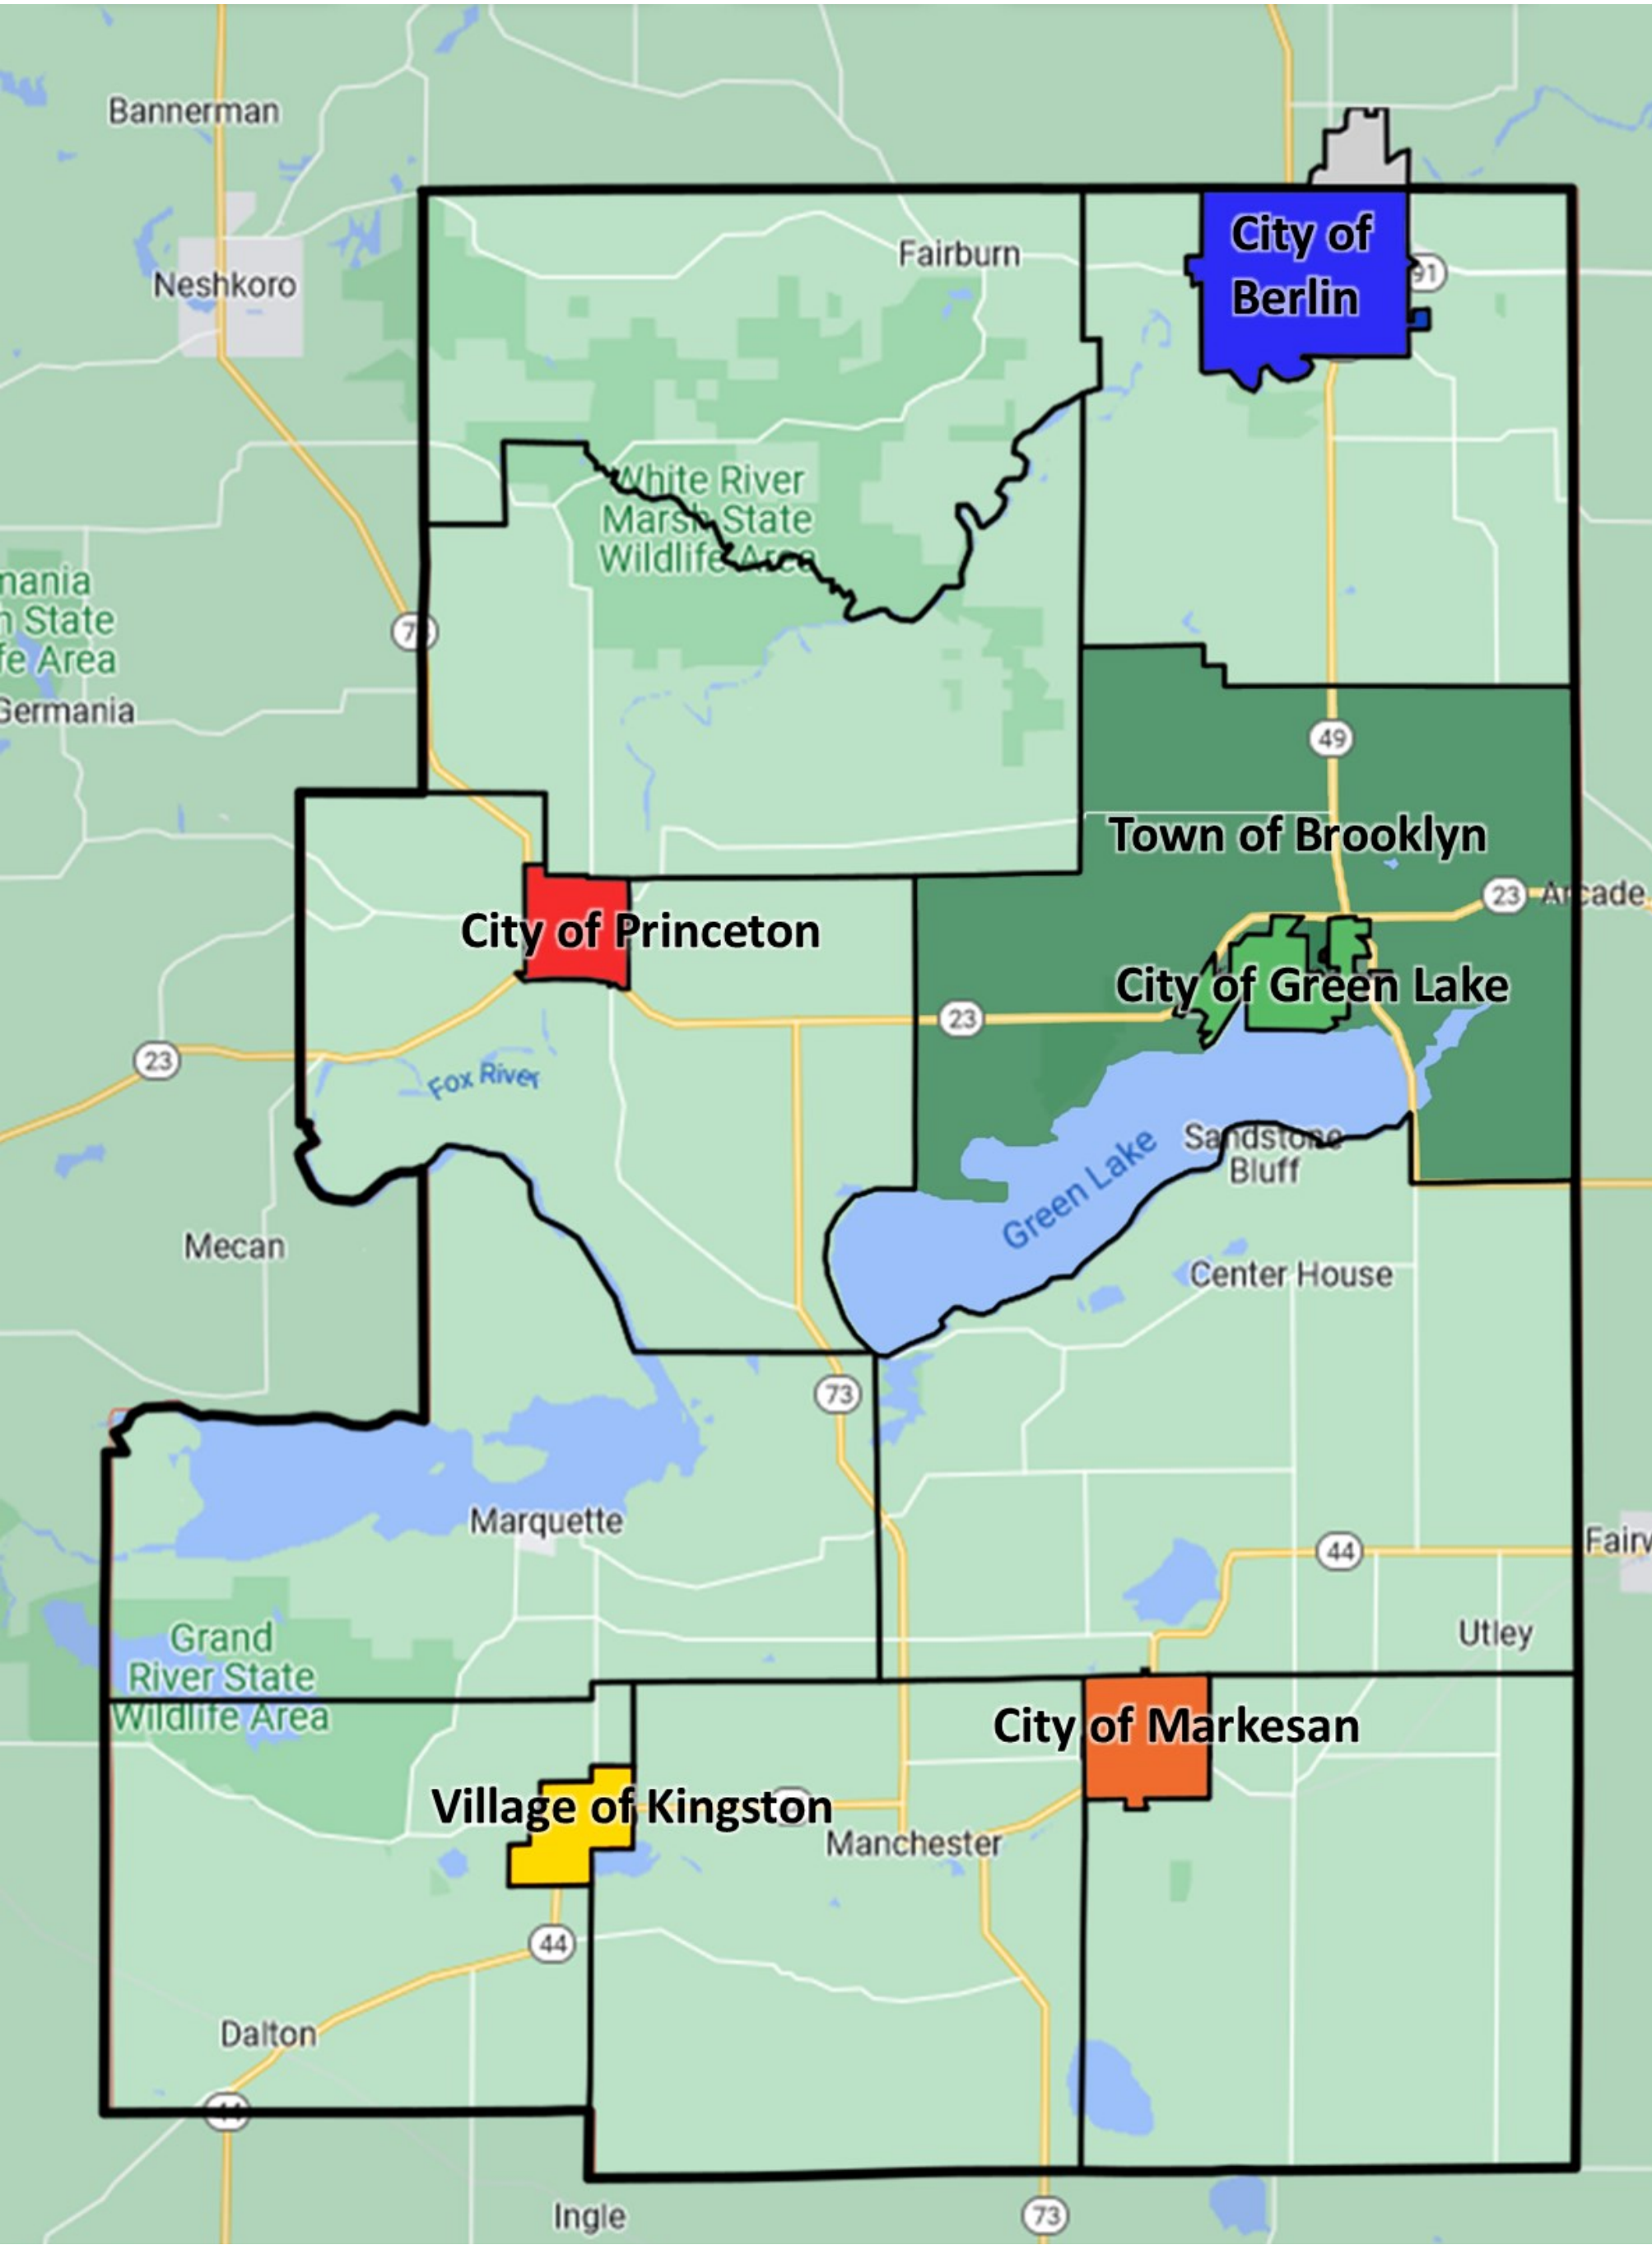 Bannerman
City of
Berlin
Fairburn
91
Neshkoro
White River
Marsh State
Wildlife Area
mania
n State
fe Area
Germania
49
Town of Brooklyn
23
Arcade
City of Princeton
City of Green Lake
23
23
Fox River
Sandstone
Bluff
Green Lake
Mecan
Center House
73
Marquette
44
Fairw
Grand
River State
Wildlife Area
Utley
City of Markesan
Village of Kingston
Manchester
44
Dalton
44
Ingle
73